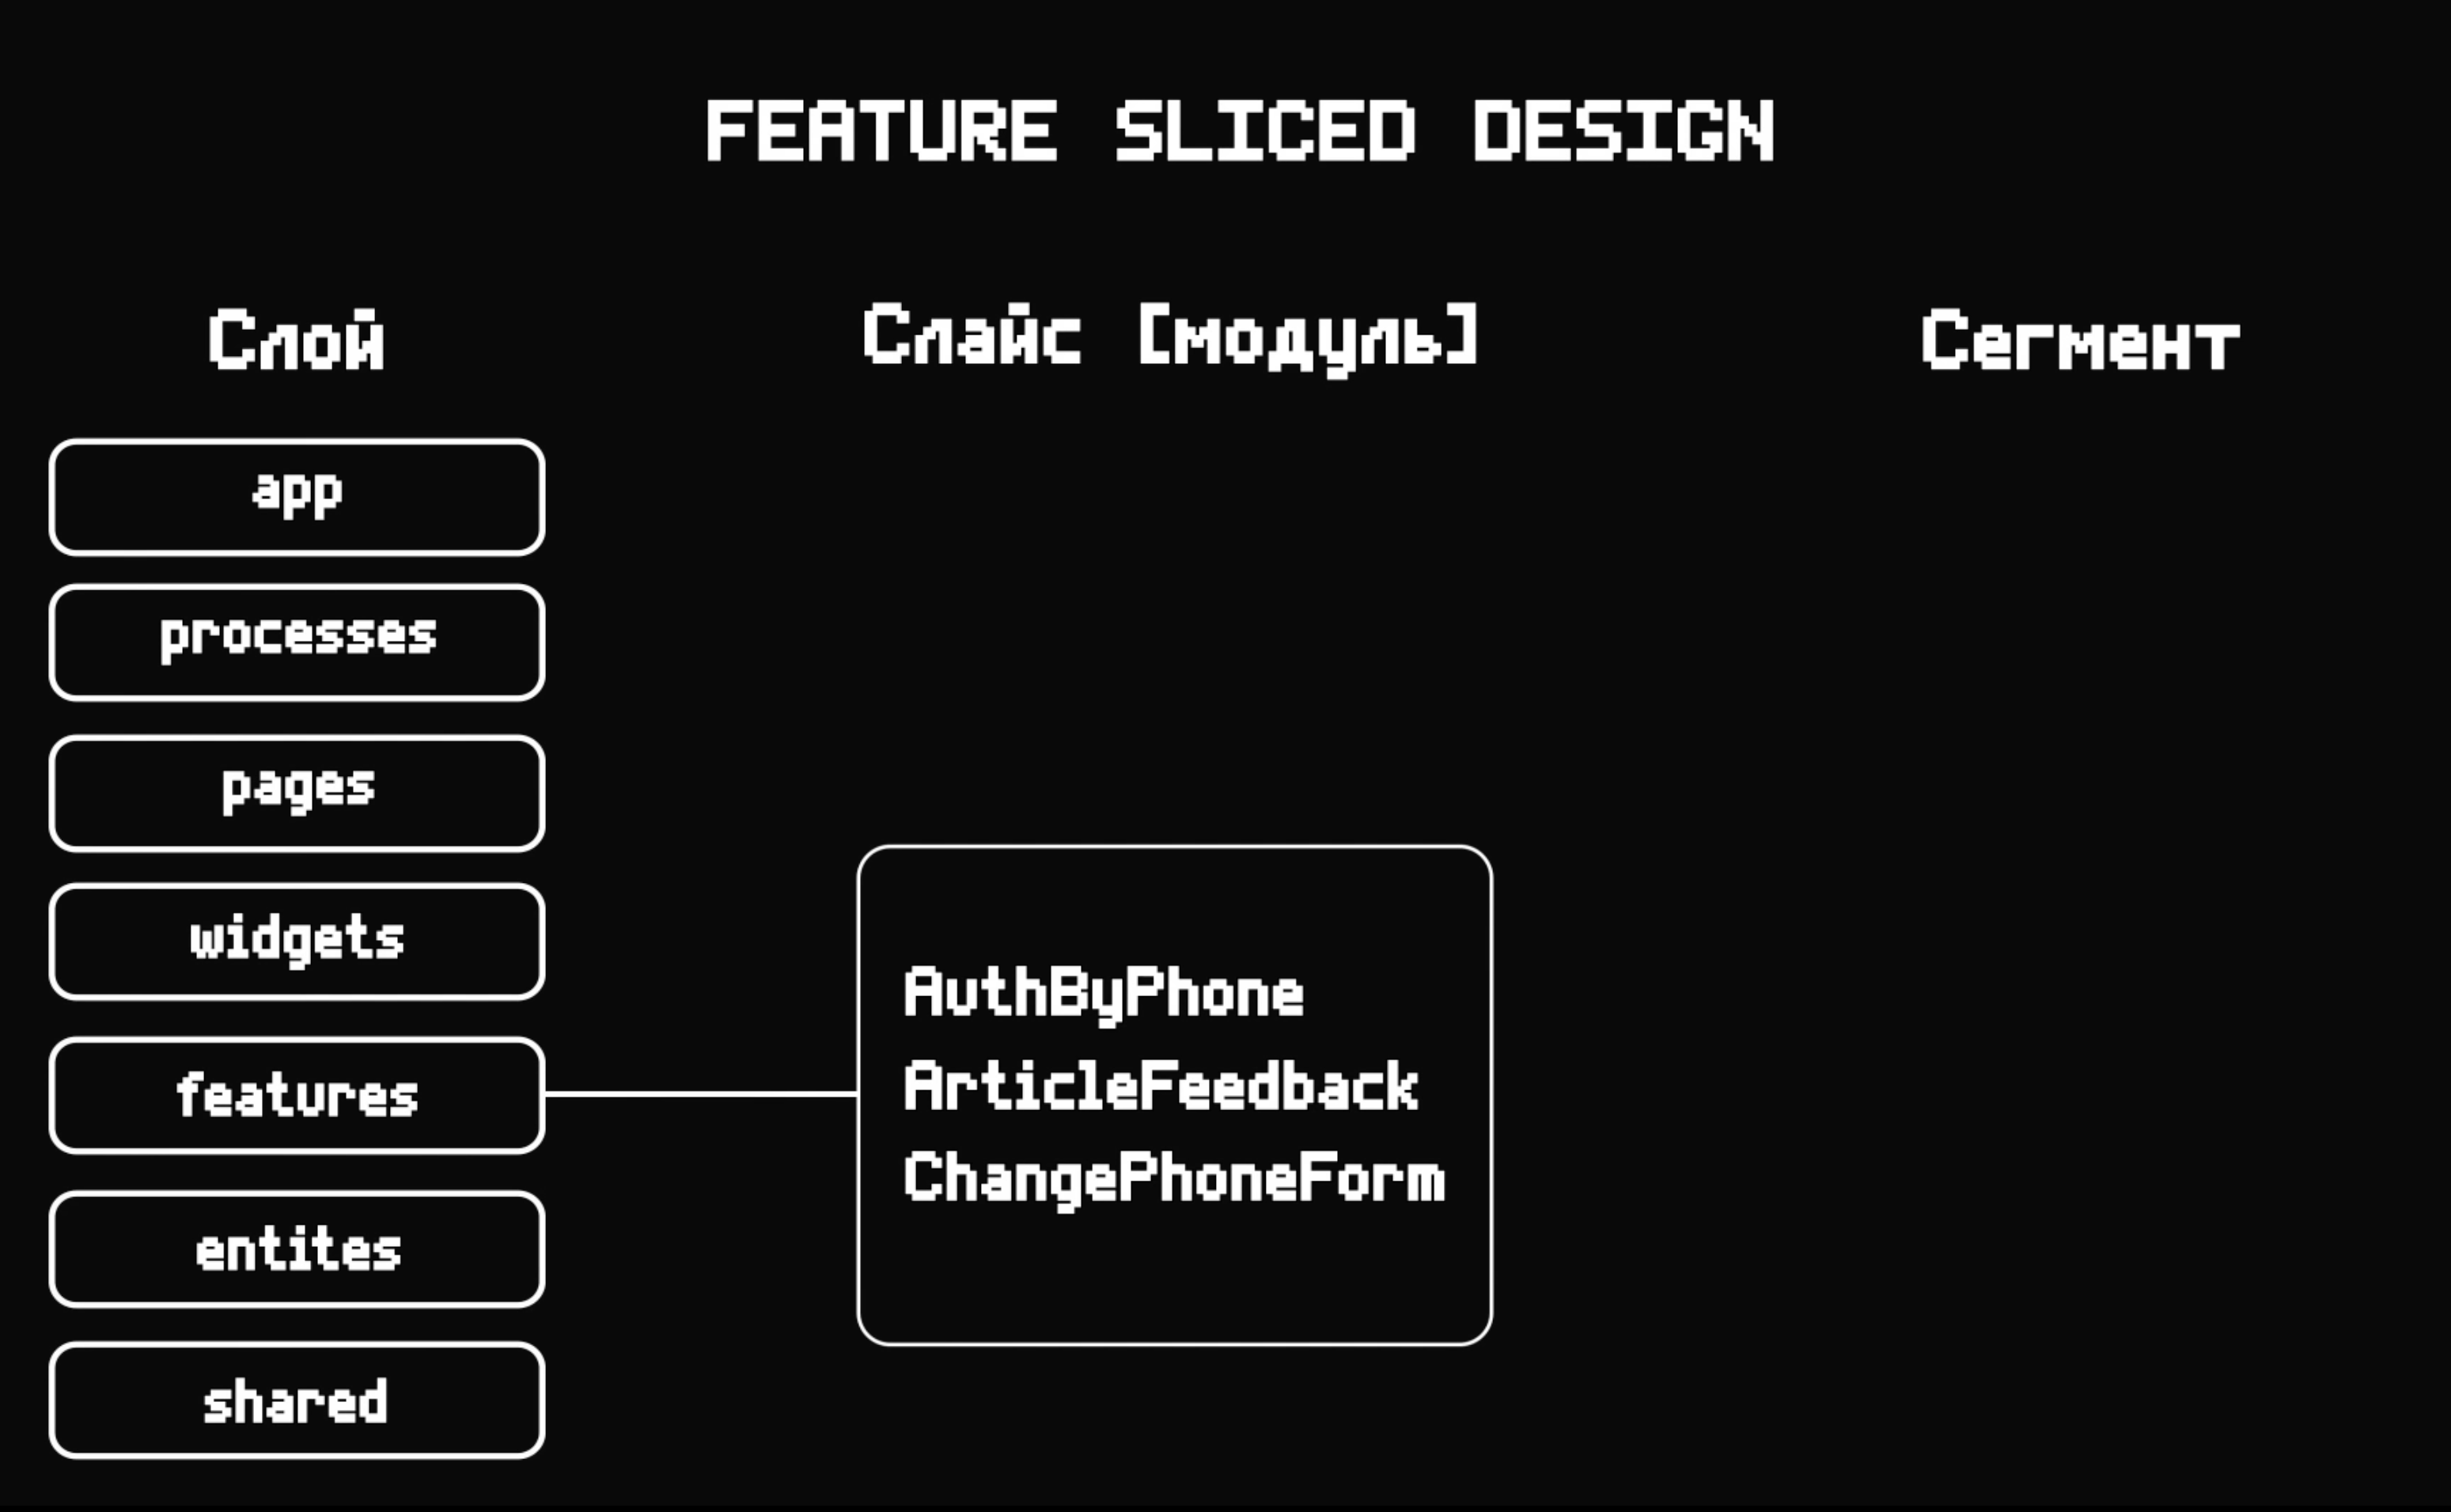 FEATURE SLICED DESIGN
Слой
Слайс [модуль]
Сегмент
app
processes
pages
widgets
features
entites
shared
AuthByPhone
ArticleFeedback
ChangePhoneForm